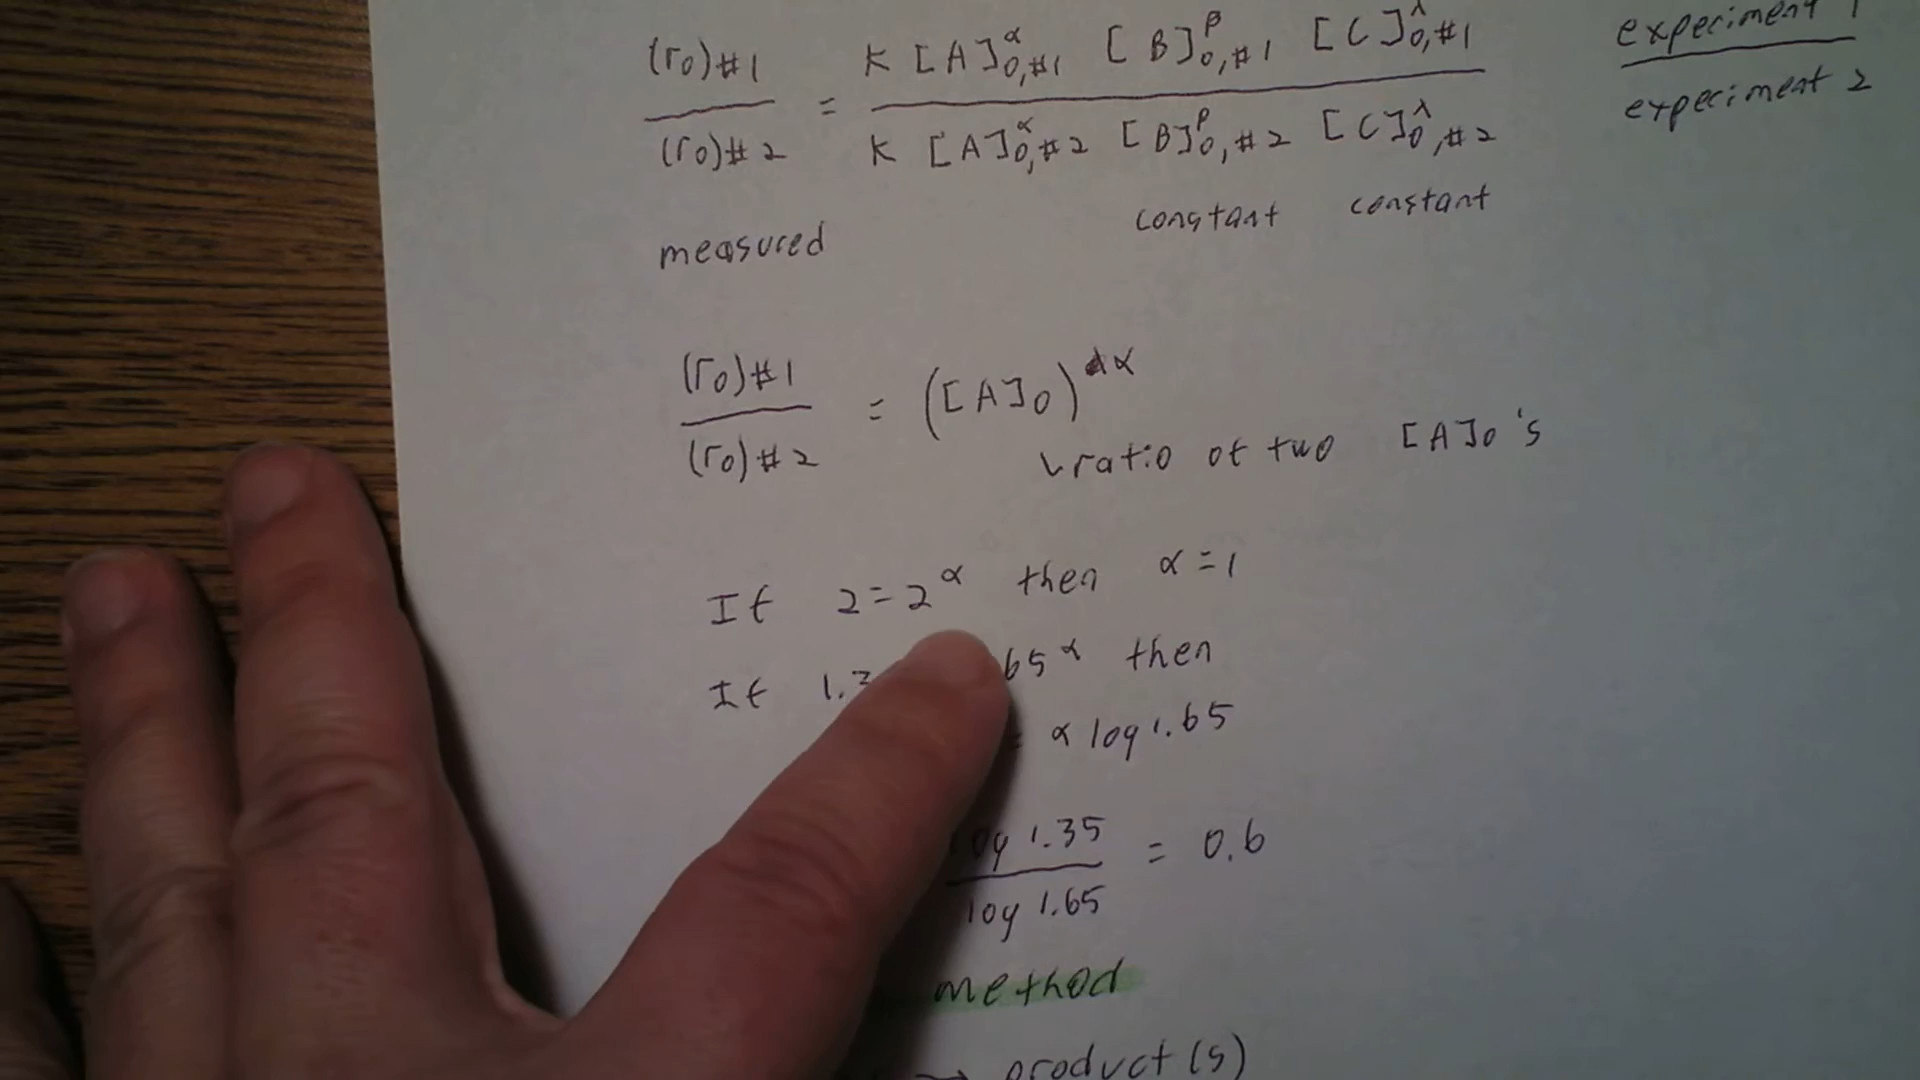 (r0)#1 = K [A]^α 0,#1 [B]^β 0,#1 [C]^λ 0,#1 experiment 1
(r0)#2 K [A]^α 0,#2 [B]^β 0,#2 [C]^λ 0,#2 experiment 2
measured constant constant
(r0)#1 = ([A]0)^α
(r0)#2
ratio of two [A]0's
If 2 = 2^α then α = 1
If 65^α then
= α log 1.65
log 1.35 = 0.6
log 1.65
method
→ product(s)